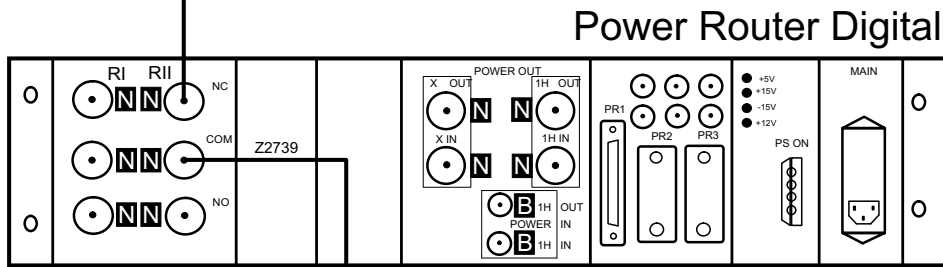 Power Router Digital
RI RII
NC
N N
COM
N N
Z2739
NO
N N
POWER OUT
X OUT 1H OUT
N N
X IN 1H IN
N N
B 1H OUT
POWER IN
B 1H IN
PR1
PR2 PR3
+5V
+15V
-15V
+12V
PS ON
MAIN